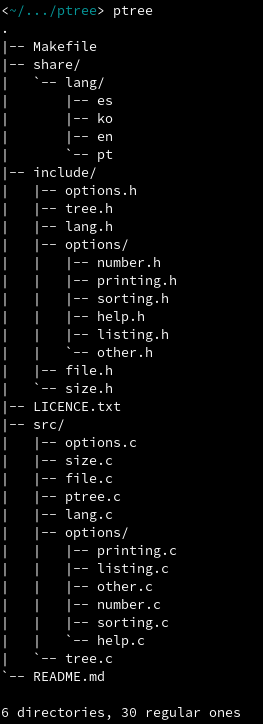 <~/.../ptree> ptree
.
|-- Makefile
|-- share/
|   `-- lang/
|       |-- es
|       |-- ko
|       |-- en
|       `-- pt
|-- include/
|   |-- options.h
|   |-- tree.h
|   |-- lang.h
|   |-- options/
|   |   |-- number.h
|   |   |-- printing.h
|   |   |-- sorting.h
|   |   |-- help.h
|   |   |-- listing.h
|   |   `-- other.h
|   |-- file.h
|   `-- size.h
|-- LICENCE.txt
|-- src/
|   |-- options.c
|   |-- size.c
|   |-- file.c
|   |-- ptree.c
|   |-- lang.c
|   |-- options/
|   |   |-- printing.c
|   |   |-- listing.c
|   |   |-- other.c
|   |   |-- number.c
|   |   |-- sorting.c
|   |   `-- help.c
|   `-- tree.c
`-- README.md

6 directories, 30 regular ones